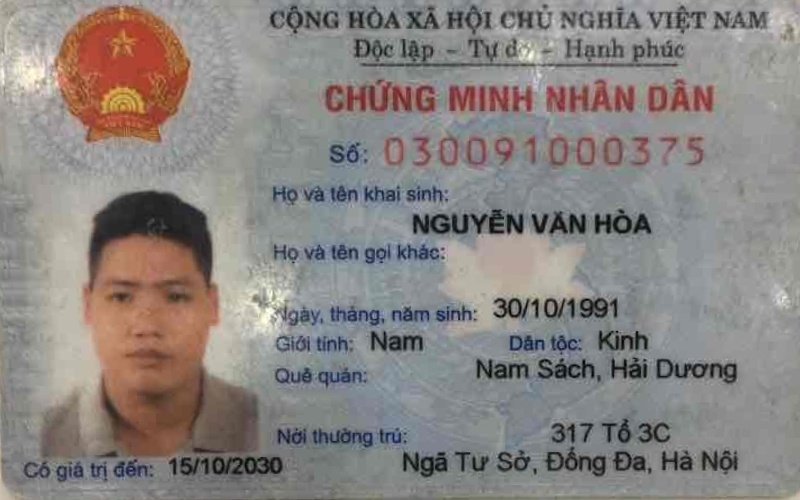 CỘNG HÒA XÃ HỘI CHỦ NGHĨA VIỆT NAM
Độc lập – Tự do – Hạnh phúc
CHỨNG MINH NHÂN DÂN
Số: 030091000375
Họ và tên khai sinh:
NGUYỄN VĂN HÒA
Họ và tên gọi khác:
Ngày, tháng, năm sinh: 30/10/1991
Giới tính: Nam Dân tộc: Kinh
Quê quán: Nam Sách, Hải Dương
Nơi thường trú: 317 Tổ 3C
Có giá trị đến: 15/10/2030 Ngã Tư Sở, Đống Đa, Hà Nội